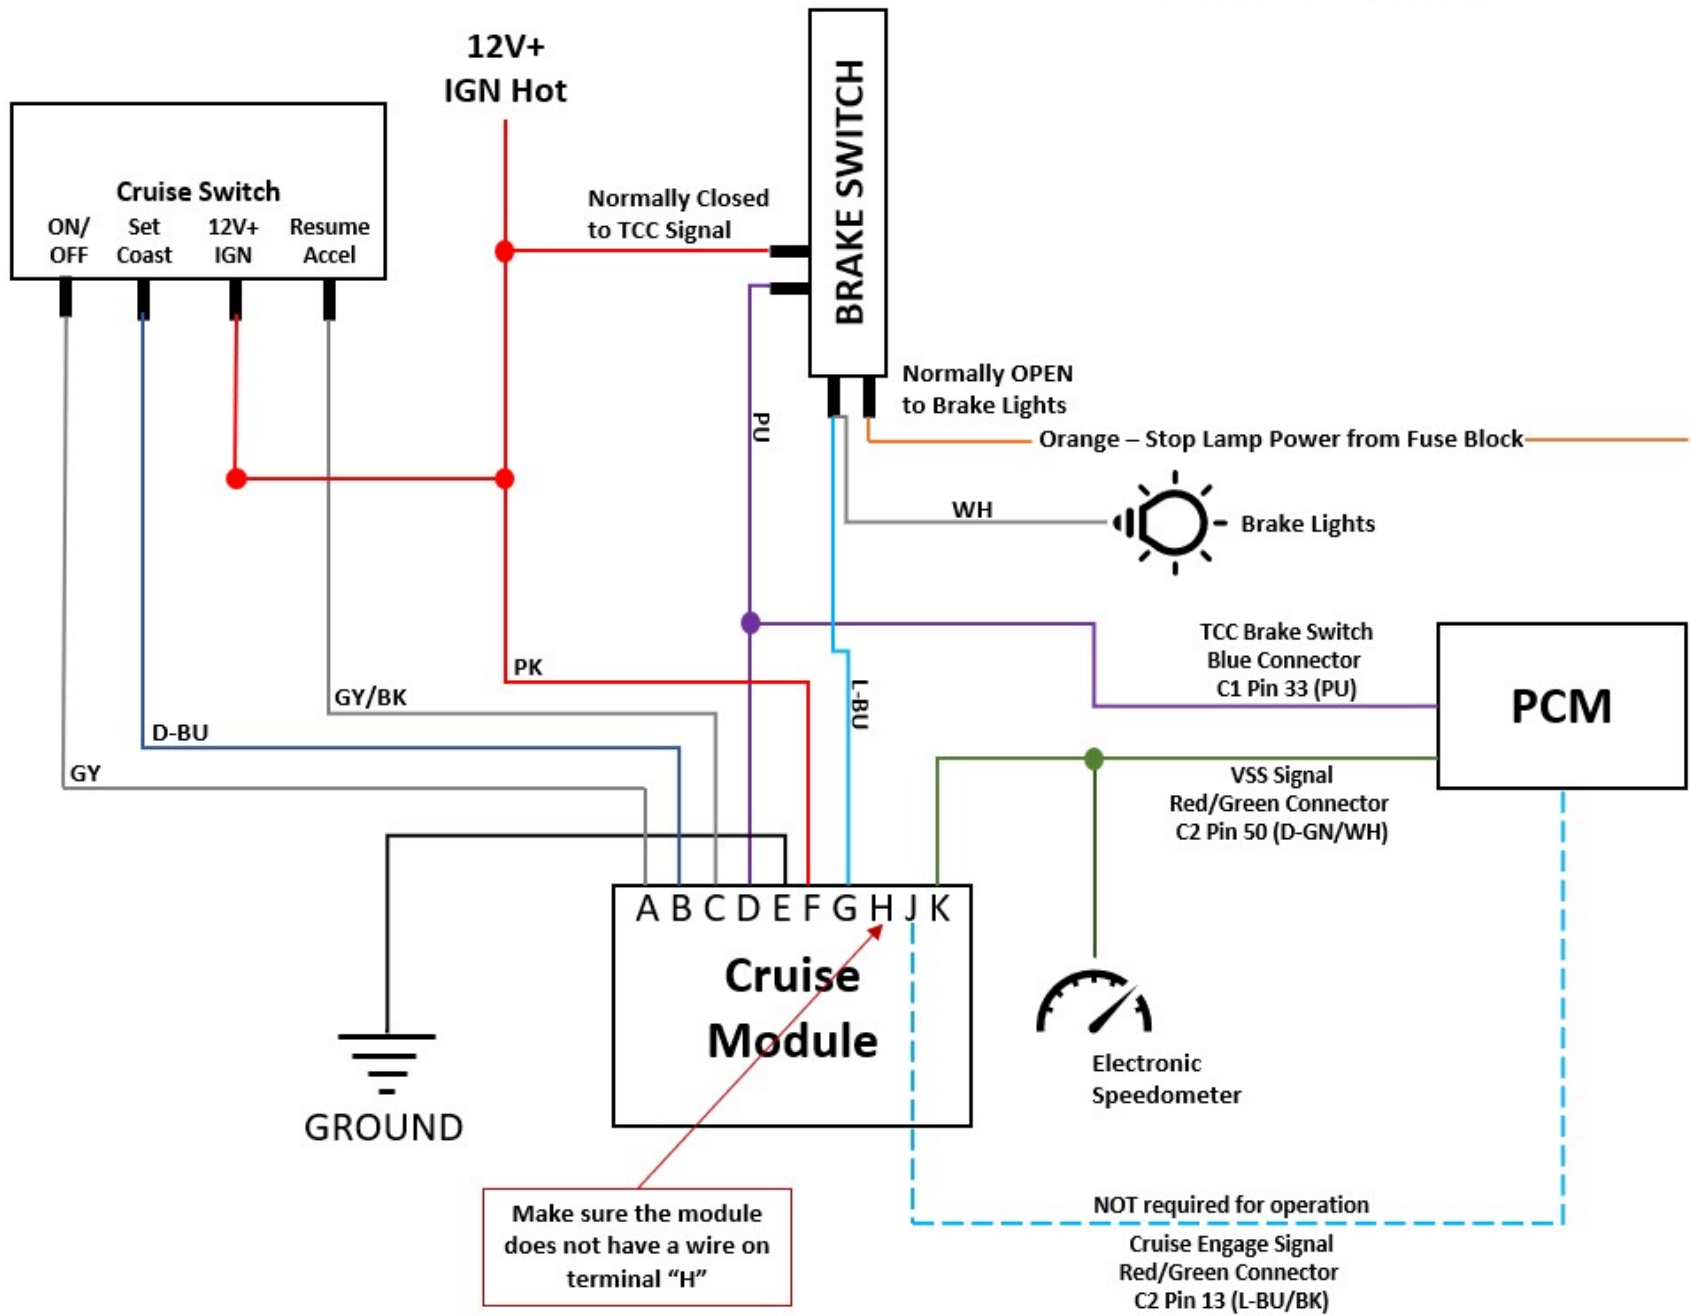 12V+
IGN Hot
BRAKE SWITCH
Cruise Switch
ON/
OFF
Set
Coast
12V+
IGN
Resume
Accel
Normally Closed
to TCC Signal
Normally OPEN
to Brake Lights
Orange – Stop Lamp Power from Fuse Block
PU
WH
Brake Lights
TCC Brake Switch
Blue Connector
C1 Pin 33 (PU)
PCM
PK
GY/BK
L-BU
D-BU
GY
VSS Signal
Red/Green Connector
C2 Pin 50 (D-GN/WH)
A B C D E F G H J K
Cruise
Module
Electronic
Speedometer
GROUND
Make sure the module
does not have a wire on
terminal “H”
NOT required for operation
Cruise Engage Signal
Red/Green Connector
C2 Pin 13 (L-BU/BK)